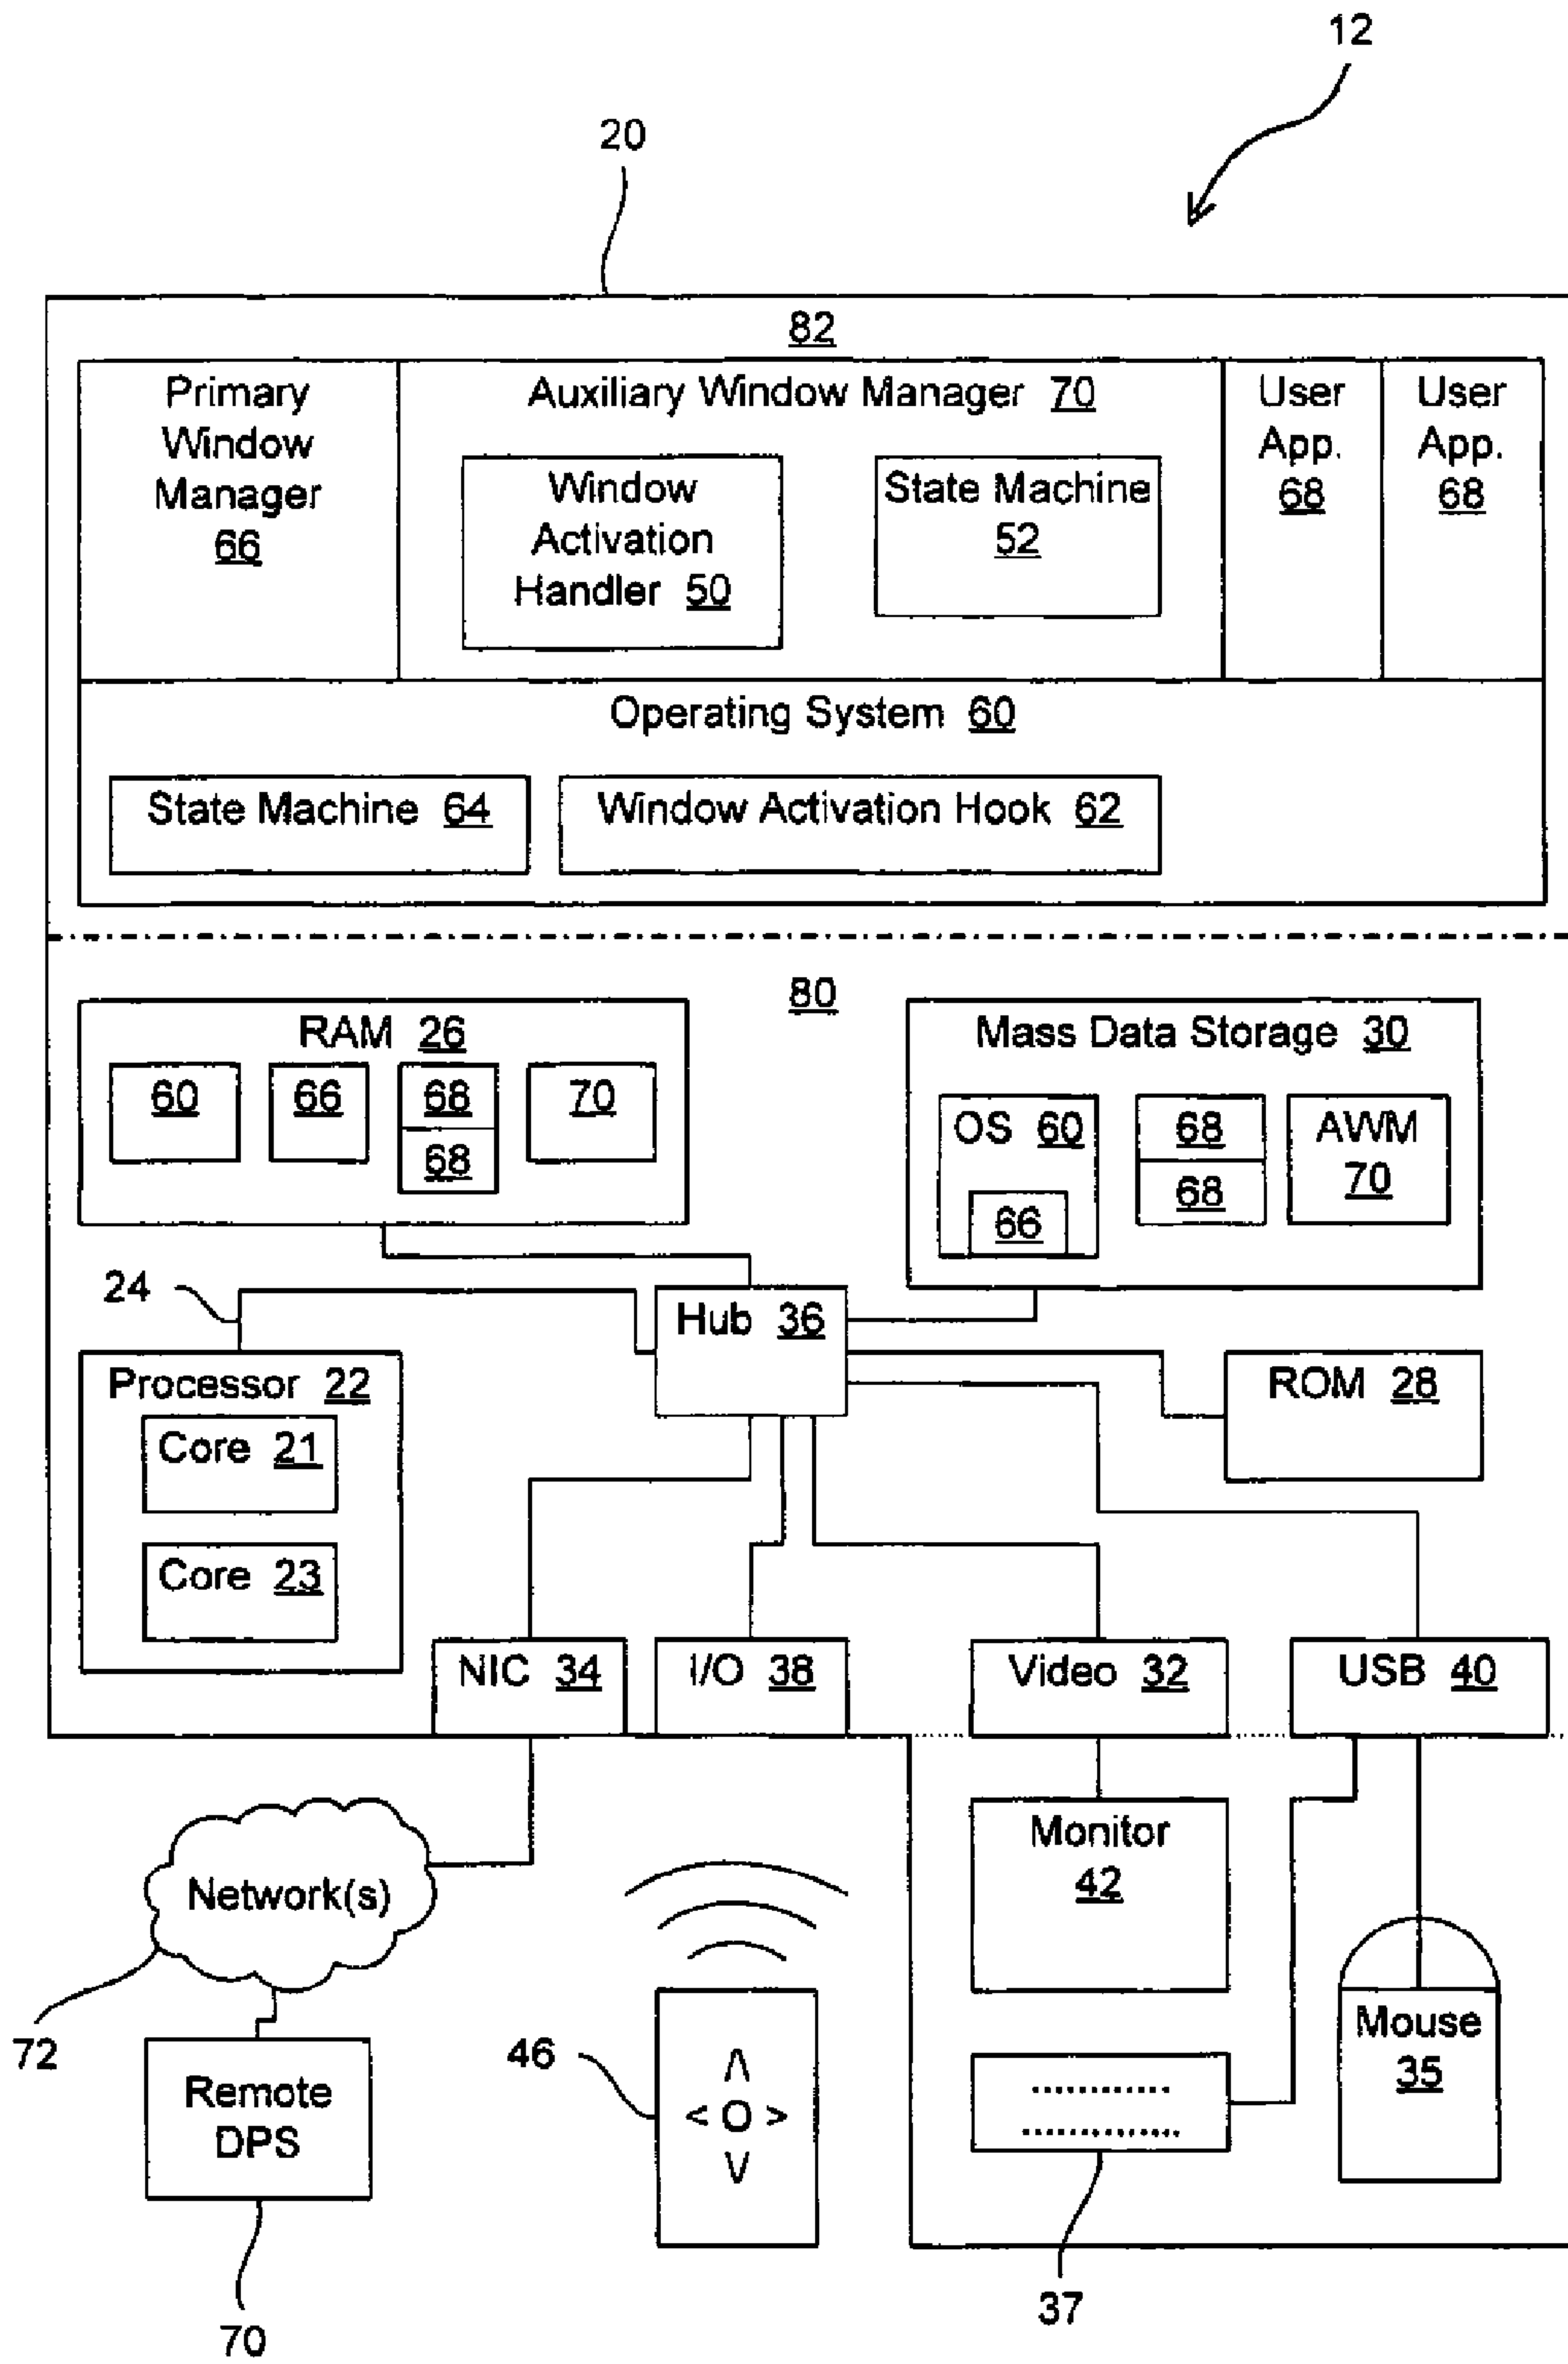 12
20
82
Primary
Window
Manager
66
Auxiliary Window Manager 70
Window
Activation
Handler 50
State Machine
52
User
App.
68
User
App.
68
Operating System 60
State Machine 64
Window Activation Hook 62
80
RAM 26
60
66
68
68
70
Mass Data Storage 30
OS 60
66
68
68
AWM
70
24
Hub 36
Processor 22
Core 21
Core 23
ROM 28
NIC 34
I/O 38
Video 32
USB 40
Network(s)
72
Remote
DPS
70
46
< O >
Monitor
42
37
Mouse
35